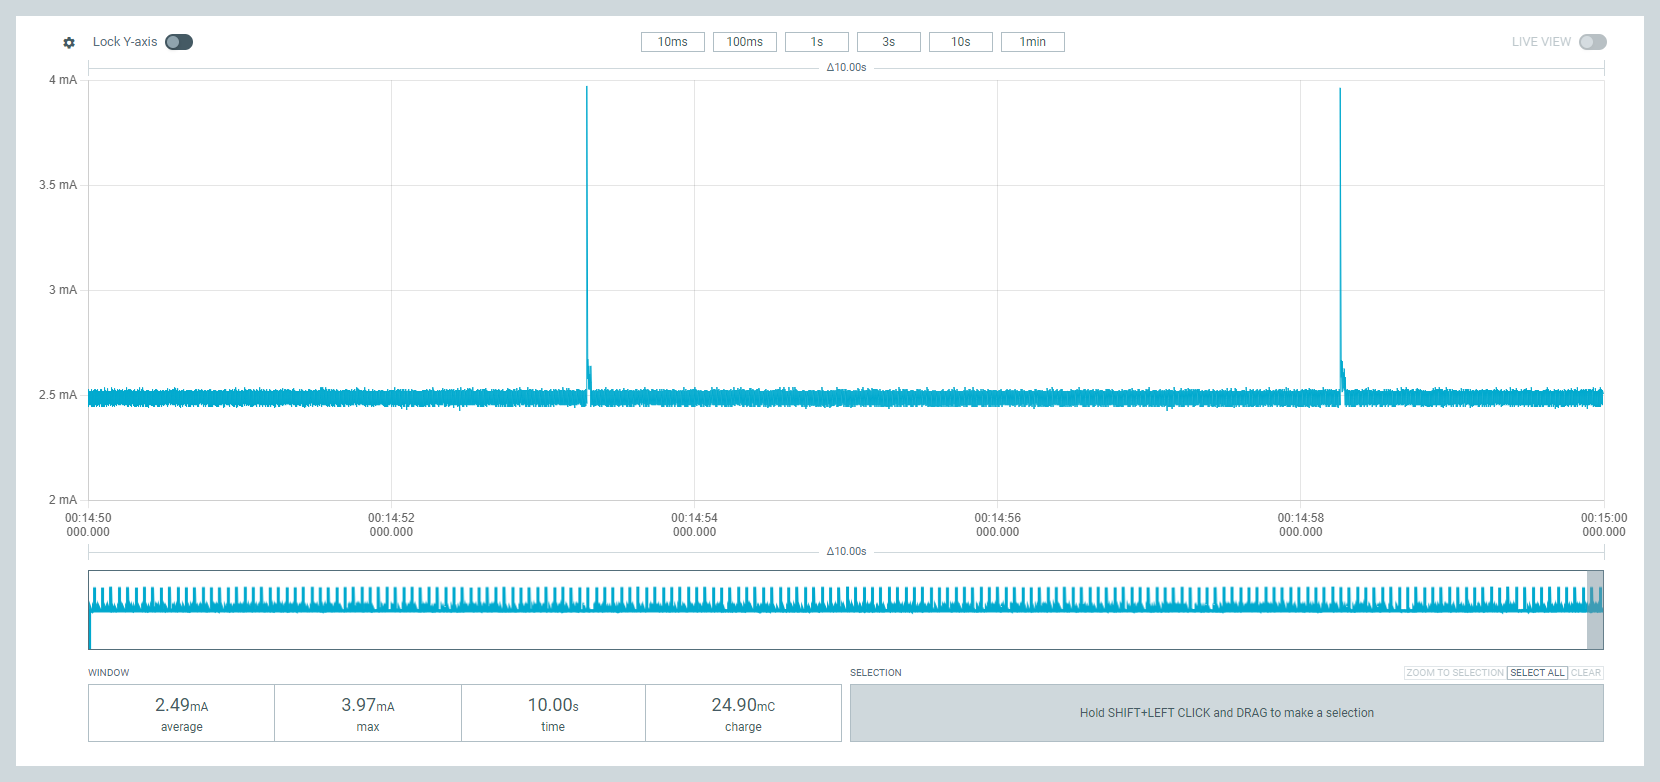 Lock Y-axis
10ms 100ms 1s 3s 10s 1min
LIVE VIEW
Δ10.00s
4 mA
3.5 mA
3 mA
2.5 mA
2 mA
00:14:50 00:14:52 00:14:54 00:14:56 00:14:58 00:15:00
000.000 000.000 000.000 000.000 000.000 000.000
Δ10.00s
WINDOW
2.49mA 3.97mA 10.00s 24.90mC
average max time charge
SELECTION
ZOOM TO SELECTION SELECT ALL CLEAR
Hold SHIFT+LEFT CLICK and DRAG to make a selection